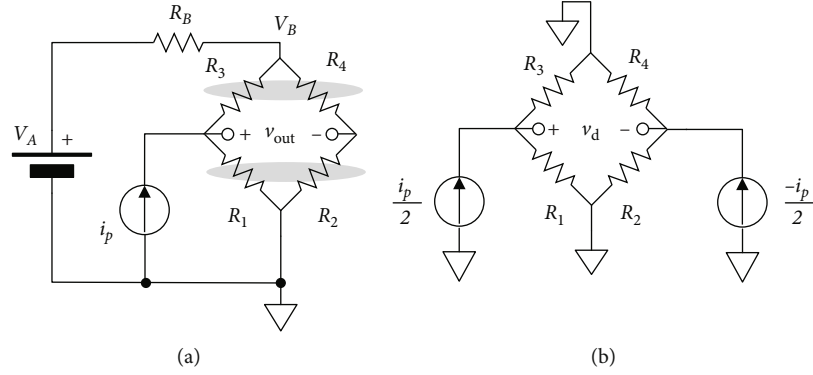 R_B
V_B
R_3
R_4
V_A
+
+
v_out
−
i_p
R_1
R_2
(a)
R_3
R_4
+
v_d
−
i_p/2
−i_p/2
R_1
R_2
(b)